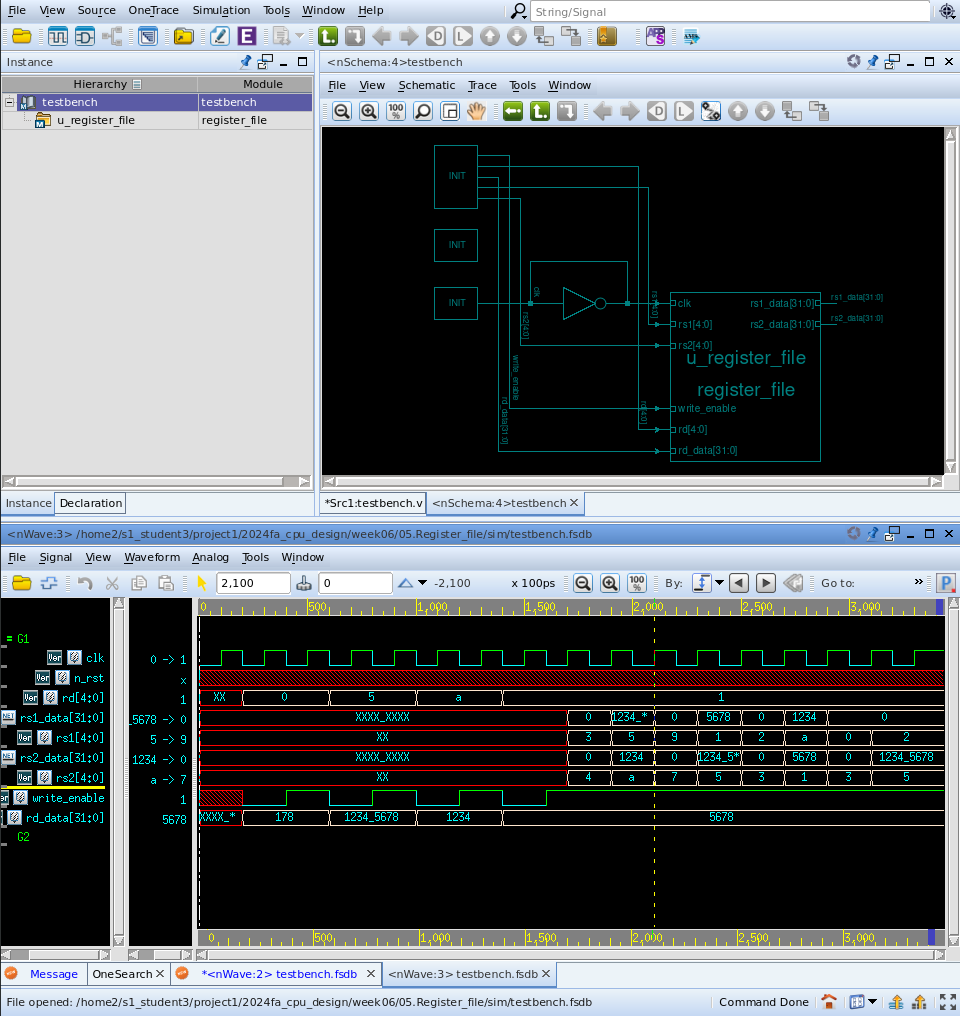 File View Source OneTrace Simulation Tools Window Help
String/Signal
Instance
<nSchema:4>testbench
Hierarchy Module
testbench testbench
u_register_file register_file
File View Schematic Trace Tools Window
100 %
INIT
INIT
INIT
clk
rs2[4:0]
write_enable
rd_data[31:0]
clk
rs1[4:0]
rs2[4:0]
write_enable
rd[4:0]
rd_data[31:0]
rs1_data[31:0]
rs2_data[31:0]
rs1_data[31:0]
rs2_data[31:0]
u_register_file
register_file
Instance Declaration
*Src1:testbench.v <nSchema:4>testbench
<nWave:3> /home2/s1_student3/project1/2024fa_cpu_design/week06/05.Register_file/sim/testbench.fsdb
File Signal View Waveform Analog Tools Window
2,100 0 -2,100 x 100ps 100 % By: Go to: »
0 500 1,000 1,500 2,000 2,500 3,000
= G1
clk 0 -> 1
n_rst x
rd[4:0] 1 XX 0 5 a 1
rs1_data[31:0] _5678 -> 0 XXXX_XXXX 0 1234_* 0 5678 0 1234 0
rs1[4:0] 5 -> 9 XX 3 5 9 1 2 a 0 2
rs2_data[31:0] 1234 -> 0 XXXX_XXXX 0 1234 0 1234_5* 0 5678 0 1234_5678
rs2[4:0] a -> 7 XX 4 a 7 5 3 1 3 5
write_enable 1
rd_data[31:0] 5678 XXXX_* 178 1234_5678 1234 5678
G2
0 500 1,000 1,500 2,000 2,500 3,000
Message OneSearch *<nWave:2> testbench.fsdb <nWave:3> testbench.fsdb
File opened: /home2/s1_student3/project1/2024fa_cpu_design/week06/05.Register_file/sim/testbench.fsdb Command Done